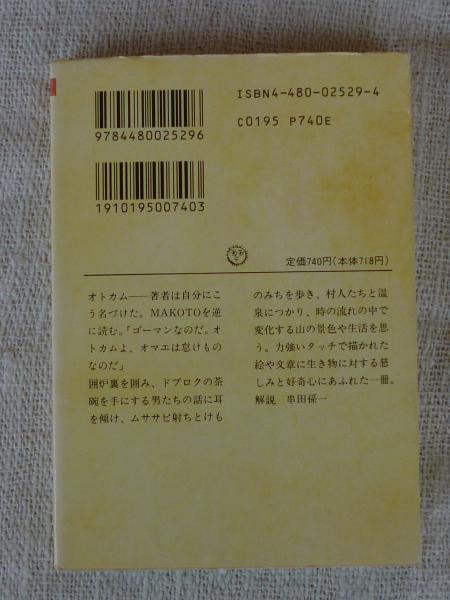 ISBN4-480-02529-4
C0195 P740E
9784480025296
1910195007403
定価740円(本体718円)
オトカム——著者は自分にこ
う名づけた。MAKOTOを逆
に読む。「ゴーマンなのだ。オ
トカムよ、オマエは怠けもの
なのだ」
囲炉裏を囲み、ドブロクの茶
碗を手にする男たちの話に耳
を傾け、ムササビ射ちとけも
のみちを歩き、村人たちと温
泉につかり、時の流れの中で
変化する山の景色や生活を思
う。力強いタッチで描かれた
絵や文章に生き物に対する慈
しみと好奇心にあふれた一冊。
解説 串田孫一